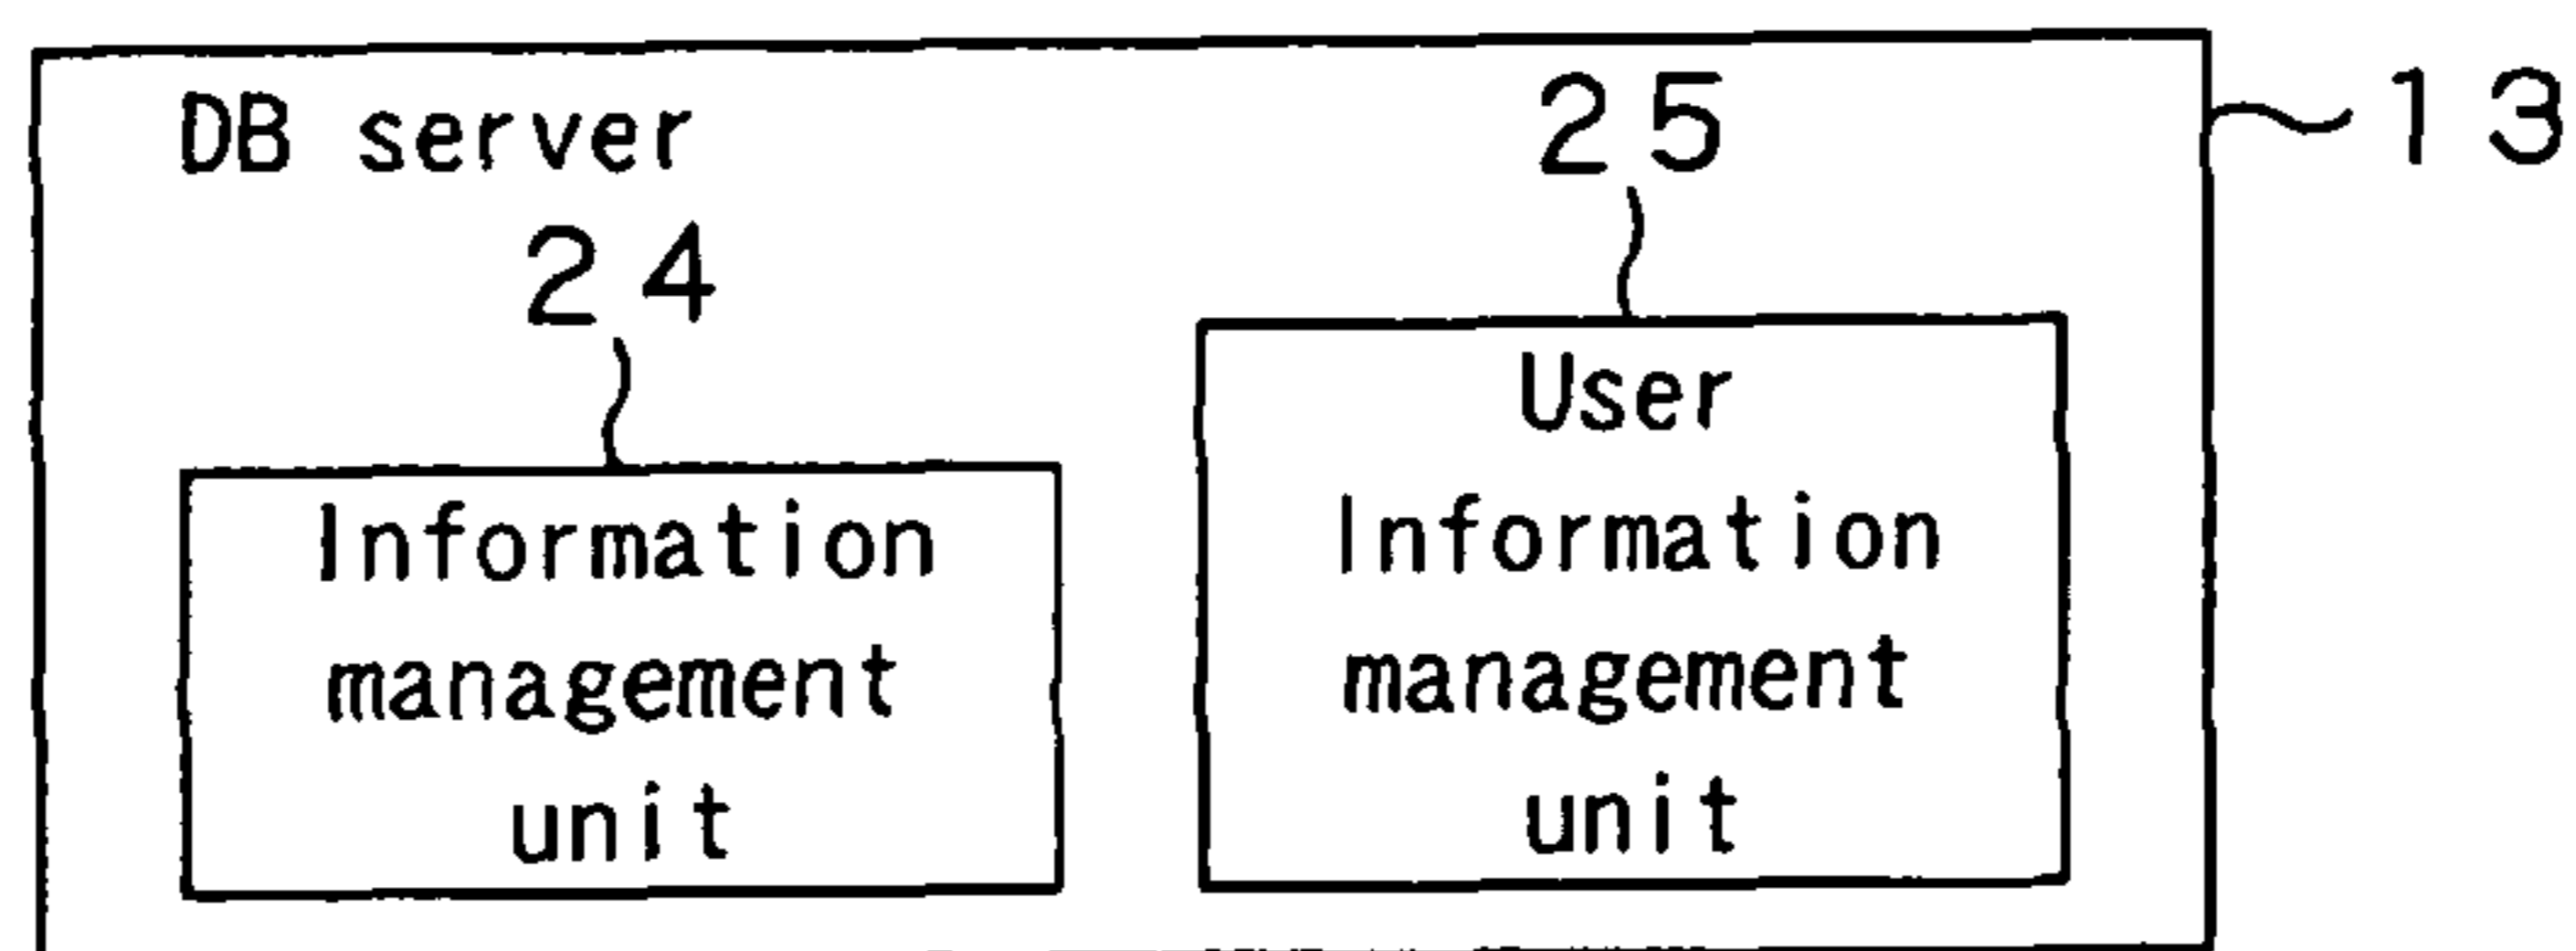 DB server
25
13
24
User
Information
management
unit
Information
management
unit